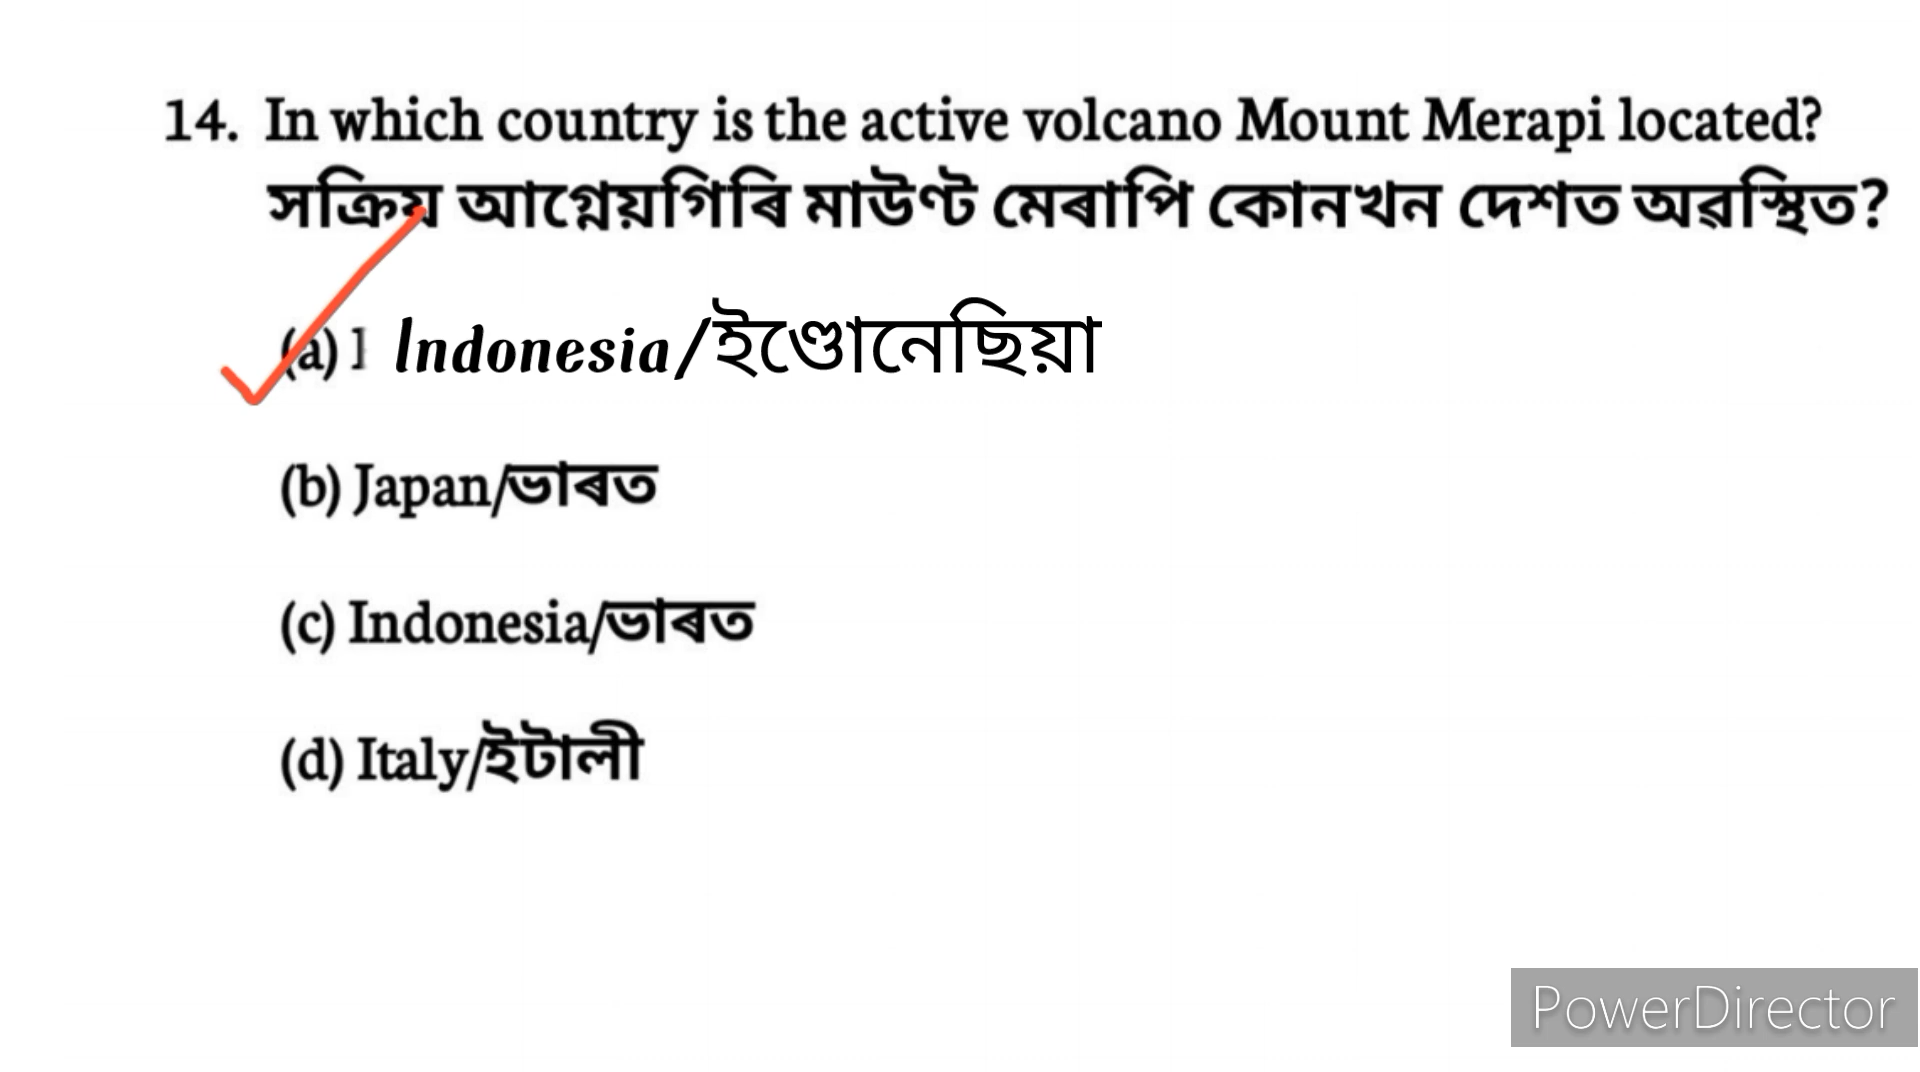 14. In which country is the active volcano Mount Merapi located?
সক্ৰিয় আগ্নেয়গিৰি মাউণ্ট মেৰাপি কোনখন দেশত অৱস্থিত?
(a) Indonesia/ইণ্ডোনেছিয়া
(b) Japan/ভাৰত
(c) Indonesia/ভাৰত
(d) Italy/ইটালী
PowerDirector